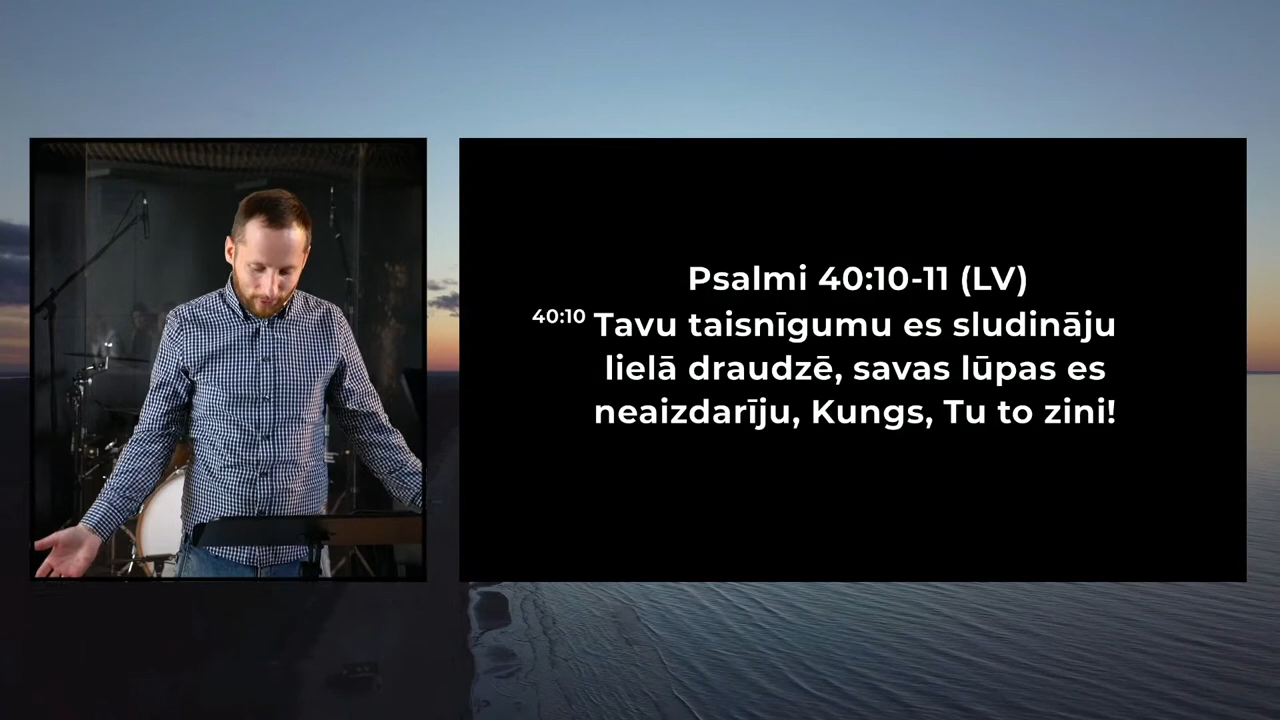 Psalmi 40:10-11 (LV)
40:10 Tavu taisnīgumu es sludināju
lielā draudzē, savas lūpas es
neaizdarīju, Kungs, Tu to zini!